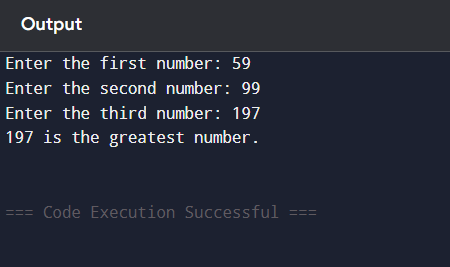 Output
Enter the first number: 59
Enter the second number: 99
Enter the third number: 197
197 is the greatest number.
=== Code Execution Successful ===